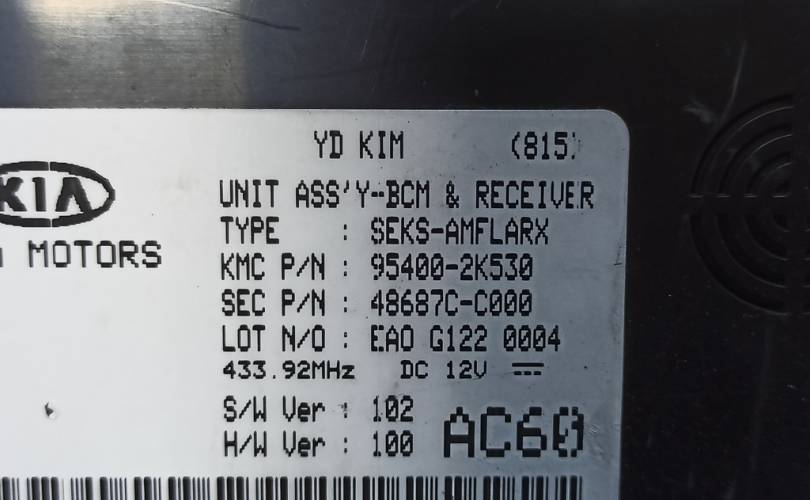 YD KIM (815)
KIA
UNIT ASS'Y-BCM & RECEIVER
TYPE : SEKS-AMFLARX
MOTORS
KMC P/N : 95400-2K530
SEC P/N : 48687C-C000
LOT N/O : EAO G122 0004
433.92MHz DC 12V
S/W Ver : 102
H/W Ver : 100
AC60